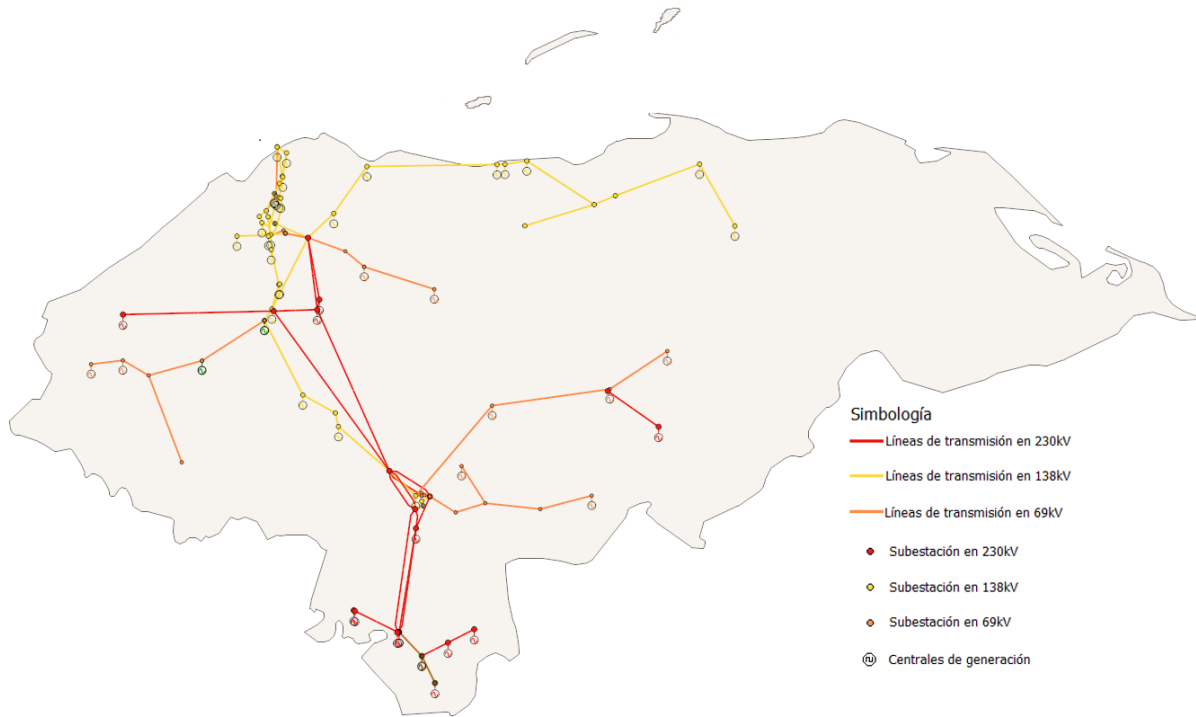 Simbología
Líneas de transmisión en 230kV
Líneas de transmisión en 138kV
Líneas de transmisión en 69kV
Subestación en 230kV
Subestación en 138kV
Subestación en 69kV
Centrales de generación